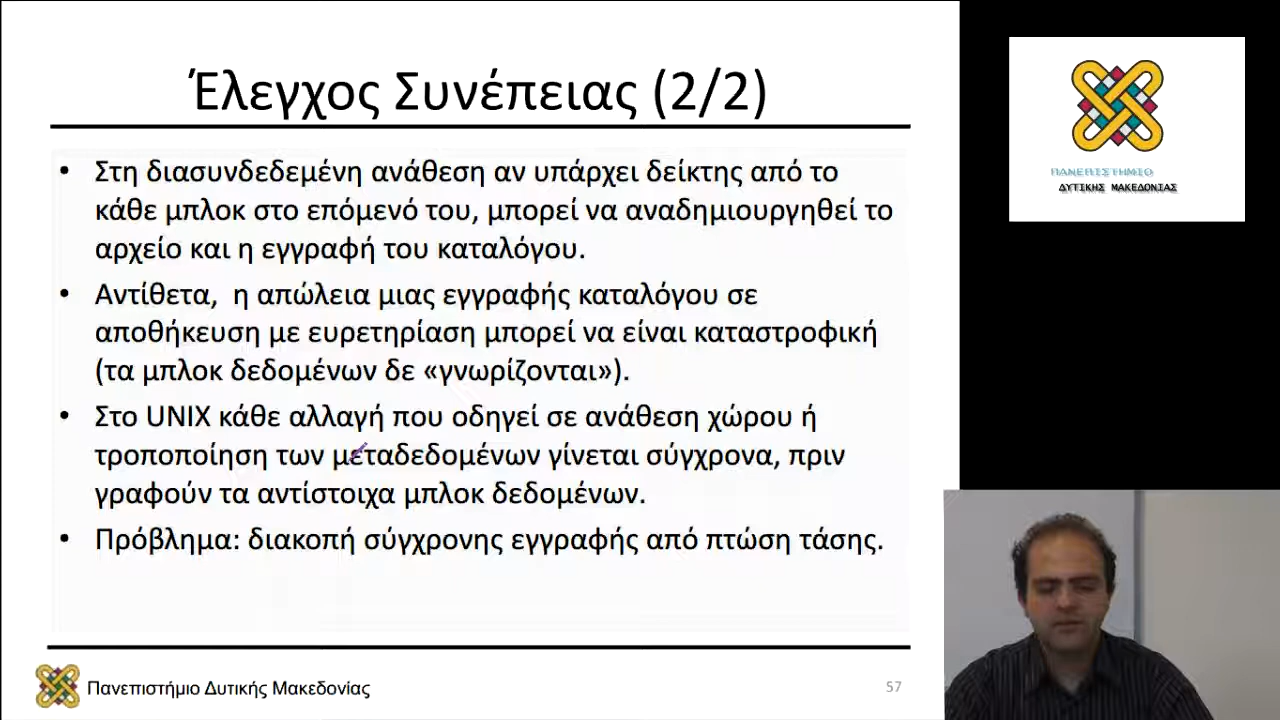 Έλεγχος Συνέπειας (2/2)
• Στη διασυνδεδεμένη ανάθεση αν υπάρχει δείκτης από το
κάθε μπλοκ στο επόμενό του, μπορεί να αναδημιουργηθεί το
αρχείο και η εγγραφή του καταλόγου.
• Αντίθετα, η απώλεια μιας εγγραφής καταλόγου σε
αποθήκευση με ευρετηρίαση μπορεί να είναι καταστροφική
(τα μπλοκ δεδομένων δε «γνωρίζονται»).
• Στο UNIX κάθε αλλαγή που οδηγεί σε ανάθεση χώρου ή
τροποποίηση των μεταδεδομένων γίνεται σύγχρονα, πριν
γραφούν τα αντίστοιχα μπλοκ δεδομένων.
• Πρόβλημα: διακοπή σύγχρονης εγγραφής από πτώση τάσης.
Πανεπιστήμιο Δυτικής Μακεδονίας
57
ΠΑΝΕΠΙΣΤΗΜΙΟ
ΔΥΤΙΚΗΣ ΜΑΚΕΔΟΝΙΑΣ